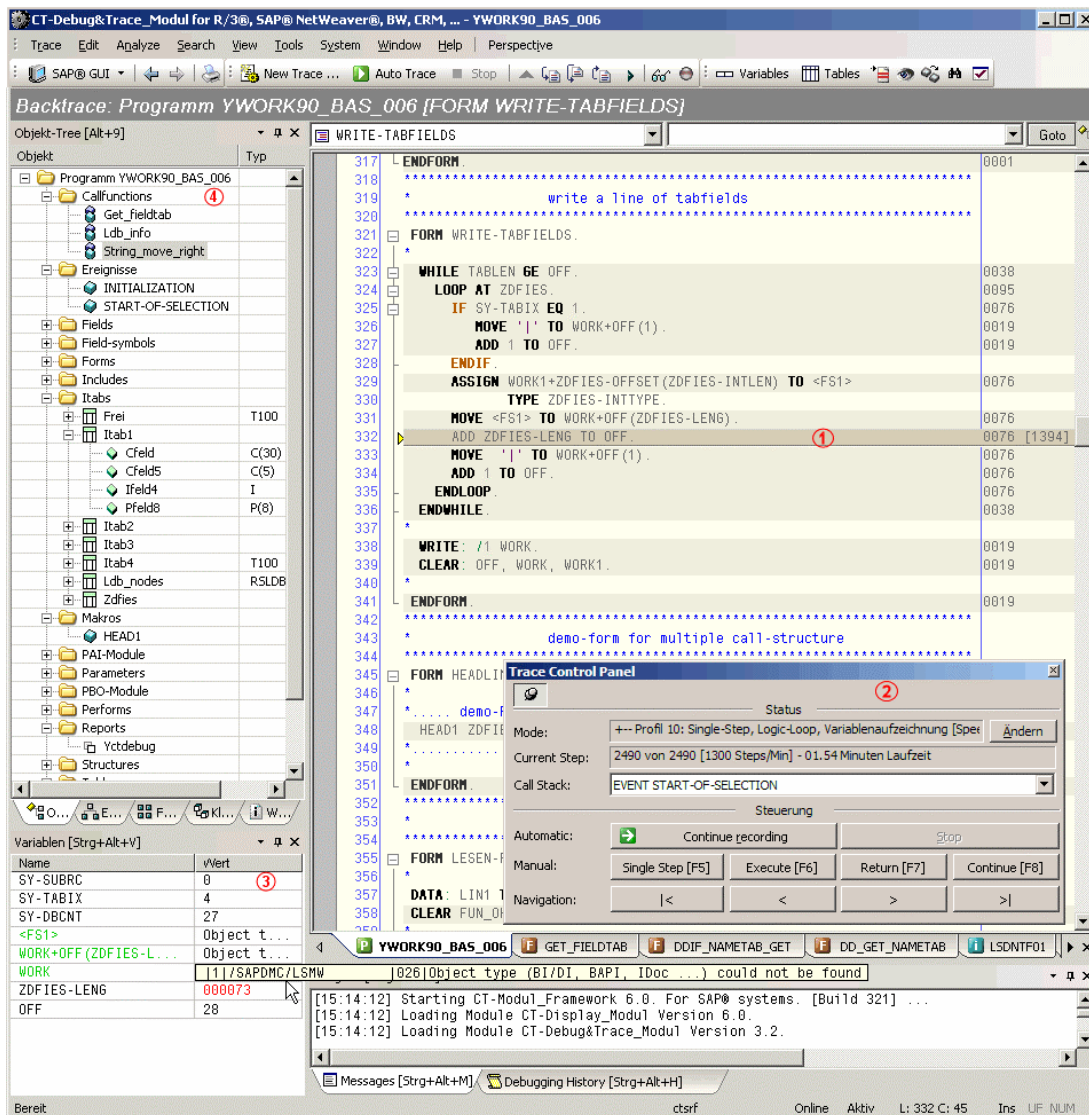 CT-Debug&Trace_Modul for R/3®, SAP® NetWeaver®, BW, CRM, ... - YWORK90_BAS_006
Trace Edit Analyze Search View Tools System Window Help Perspective
SAP® GUI New Trace ... Auto Trace Stop Variables Tables
Backtrace: Programm YWORK90_BAS_006 [FORM WRITE-TABFIELDS]
Objekt-Tree [Alt+9]
Objekt Typ
Programm YWORK90_BAS_006
Callfunctions 4
Get_fieldtab
Ldb_info
String_move_right
Ereignisse
INITIALIZATION
START-OF-SELECTION
Fields
Field-symbols
Forms
Includes
Itabs
Frei T100
Itab1
Cfeld C(30)
Cfeld5 C(5)
Ifeld4 I
Pfeld8 P(8)
Itab2
Itab3
Itab4 T100
Ldb_nodes RSLDB
Zdfies
Makros
HEAD1
PAI-Module
Parameters
PBO-Module
Performs
Reports
Yctdebug
Structures
O... E... F... Kl... W...
Variablen [Strg+Alt+V]
Name Wert
SY-SUBRC 0 3
SY-TABIX 4
SY-DBCNT 27
<FS1> Object t...
WORK+OFF(ZDFIES-L... Object t...
WORK |1|/SAPDMC/LSMW |026|Object type (BI/DI, BAPI, IDoc ...) could not be found
ZDFIES-LENG 000073
OFF 28
WRITE-TABFIELDS Goto
317 ENDFORM. 0001
318 ************************************************************************
319 * write a line of tabfields
320 ************************************************************************
321 FORM WRITE-TABFIELDS.
322 *
323 WHILE TABLEN GE OFF. 0038
324 LOOP AT ZDFIES. 0095
325 IF SY-TABIX EQ 1. 0076
326 MOVE '|' TO WORK+OFF(1). 0019
327 ADD 1 TO OFF. 0019
328 ENDIF.
329 ASSIGN WORK1+ZDFIES-OFFSET(ZDFIES-INTLEN) TO <FS1> 0076
330 TYPE ZDFIES-INTTYPE.
331 MOVE <FS1> TO WORK+OFF(ZDFIES-LENG). 0076
332 ADD ZDFIES-LENG TO OFF. 1 0076 [1394]
333 MOVE '|' TO WORK+OFF(1). 0076
334 ADD 1 TO OFF. 0076
335 ENDLOOP. 0076
336 ENDWHILE. 0038
337 *
338 WRITE: /1 WORK. 0019
339 CLEAR: OFF, WORK, WORK1. 0019
340 *
341 ENDFORM. 0019
342 ************************************************************************
343 * demo-form for multiple call-structure
344 ************************************************************************
345 FORM HEADLIN
346 *
347 *..... demo-F
348 HEAD1 ZDFIE
349 *...........
350 *
351 ENDFORM.
352 ************
353 *
354 ************
355 FORM LESEN-F
356 *
357 DATA: LIN1 T
358 CLEAR FUN_OF
Trace Control Panel
2
Status
Mode: +-- Profil 10: Single-Step, Logic-Loop, Variablenaufzeichnung [Spee Ändern
Current Step: 2490 von 2490 [1300 Steps/Min] - 01.54 Minuten Laufzeit
Call Stack: EVENT START-OF-SELECTION
Steuerung
Automatic: Continue recording Stop
Manual: Single Step [F5] Execute [F6] Return [F7] Continue [F8]
Navigation: |< < > >|
YWORK90_BAS_006 GET_FIELDTAB DDIF_NAMETAB_GET DD_GET_NAMETAB LSDNTF01
[15:14:12] Starting CT-Modul_Framework 6.0. For SAP® systems. [Build 321] ...
[15:14:12] Loading Module CT-Display_Modul Version 6.0.
[15:14:12] Loading Module CT-Debug&Trace_Modul Version 3.2.
Messages [Strg+Alt+M] Debugging History [Strg+Alt+H]
Bereit ctsrf Online Aktiv L: 332 C: 45 Ins UF NUM